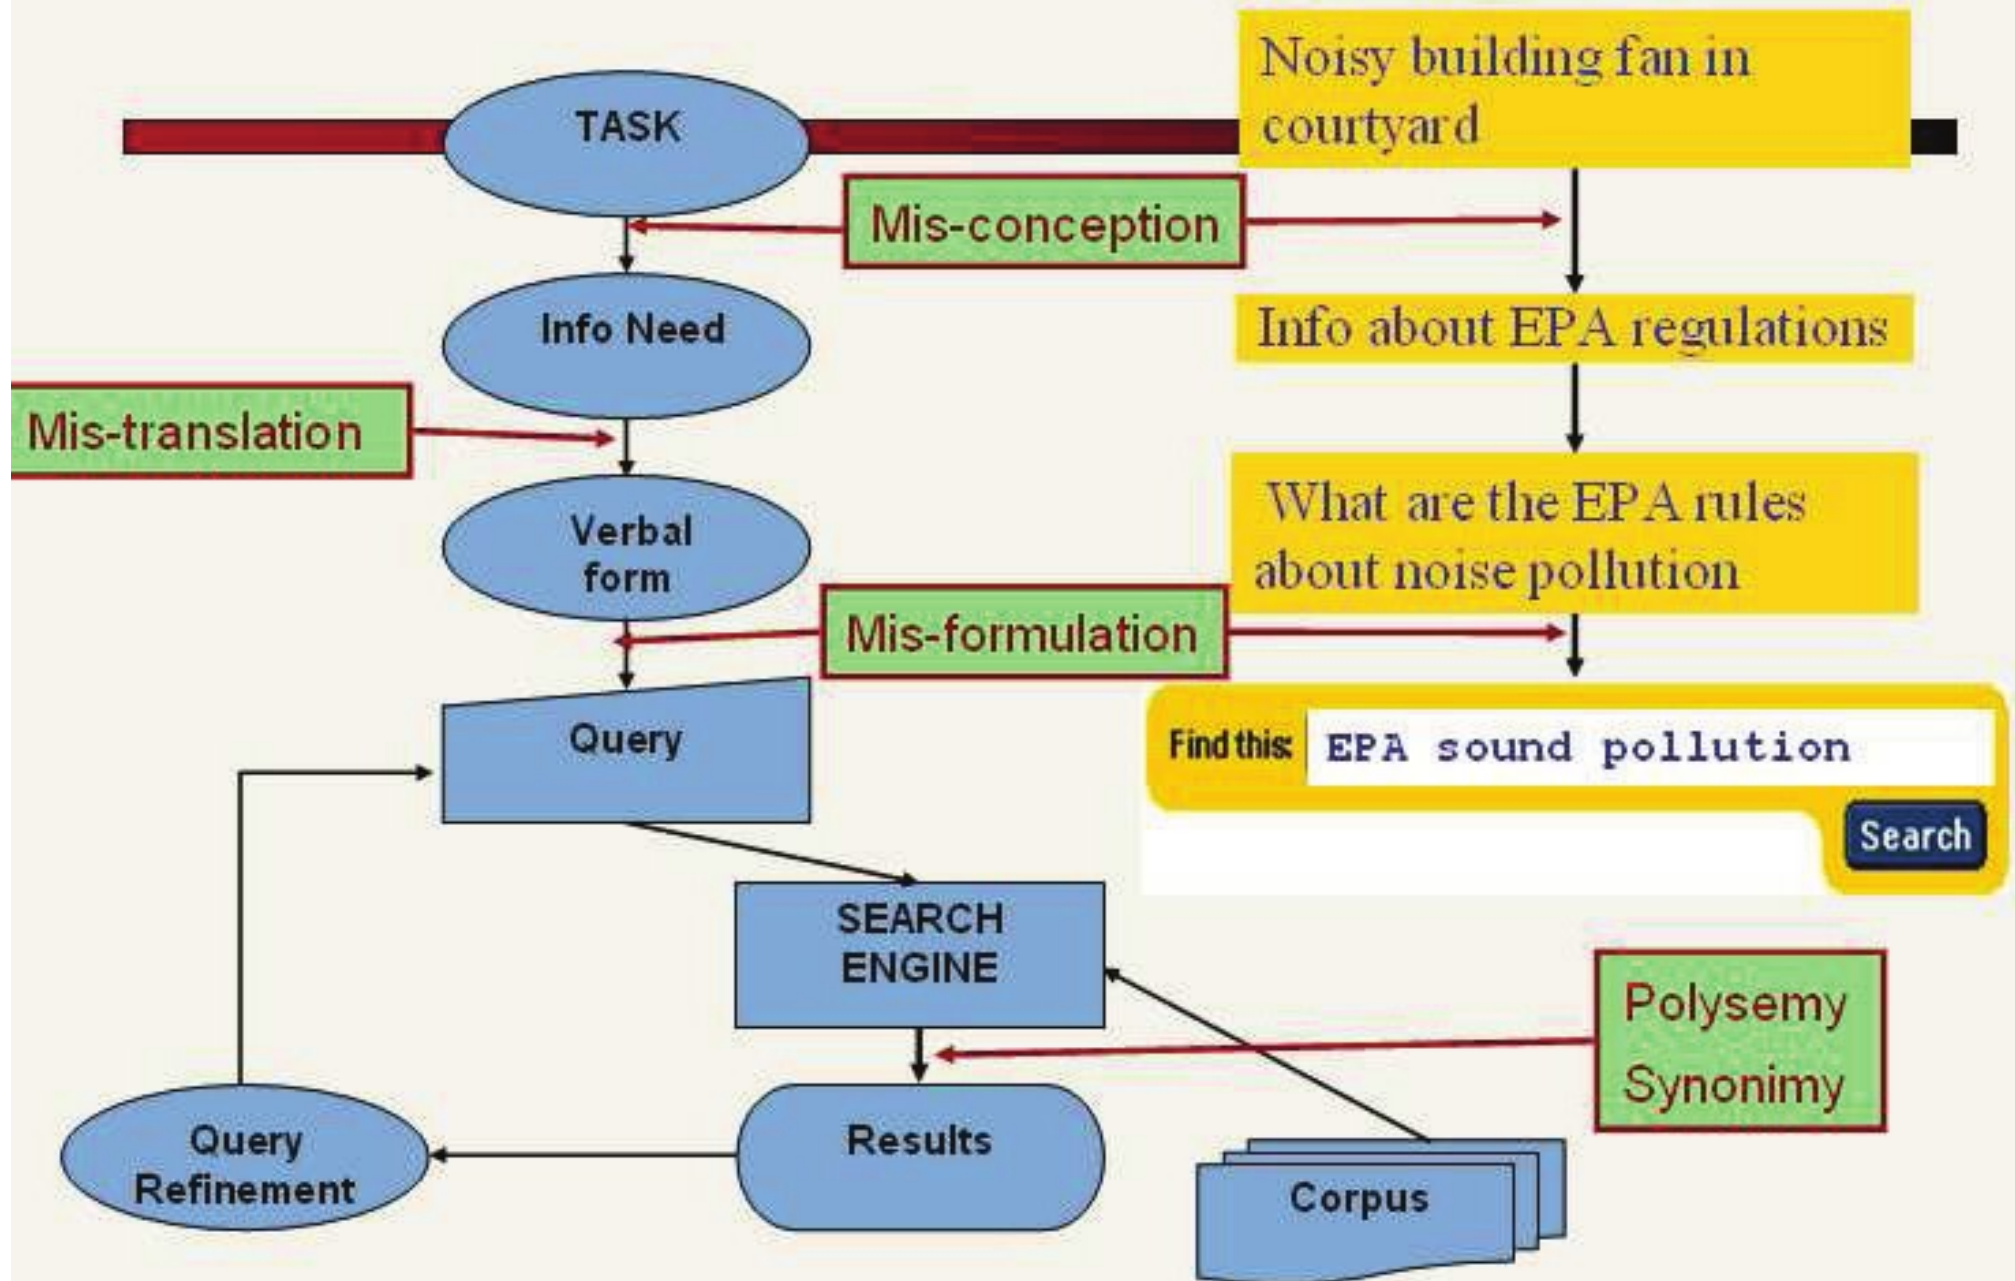 TASK
Noisy building fan in
courtyard
Mis-conception
Info Need
Info about EPA regulations
Mis-translation
Verbal
form
What are the EPA rules
about noise pollution
Mis-formulation
Query
Find this: EPA sound pollution
Search
SEARCH
ENGINE
Polysemy
Synonimy
Query
Refinement
Results
Corpus